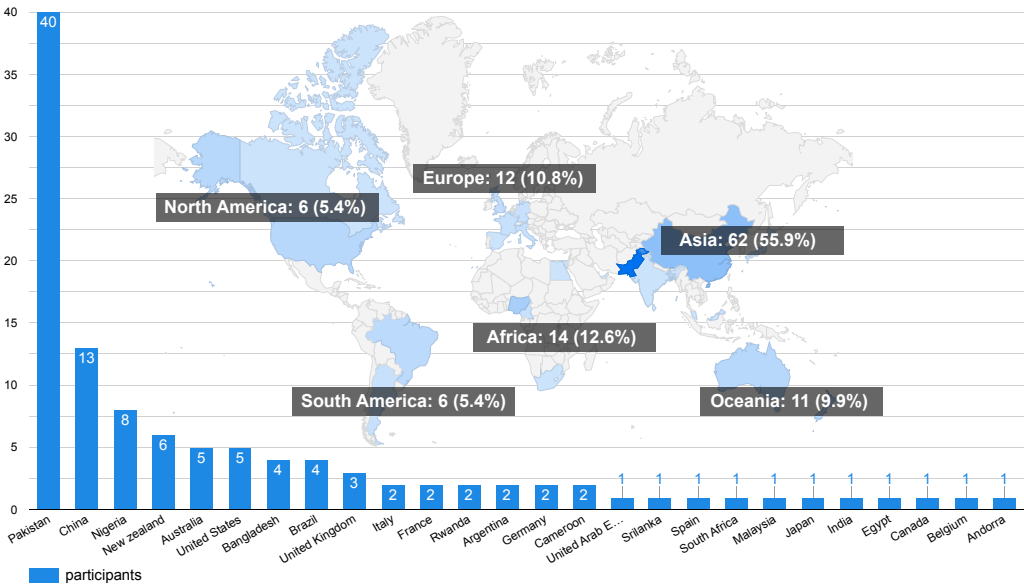 40
35
30
25
20
15
10
5
0
Europe: 12 (10.8%)
North America: 6 (5.4%)
Asia: 62 (55.9%)
Africa: 14 (12.6%)
South America: 6 (5.4%)
Oceania: 11 (9.9%)
40
13
8
6
5
5
4
4
3
2
2
2
2
2
2
1
1
1
1
1
1
1
1
1
1
1
Pakistan
China
Nigeria
New zealand
Australia
United States
Bangladesh
Brazil
United Kingdom
Italy
France
Rwanda
Argentina
Germany
Cameroon
United Arab E…
Srilanka
Spain
South Africa
Malaysia
Japan
India
Egypt
Canada
Belgium
Andorra
participants